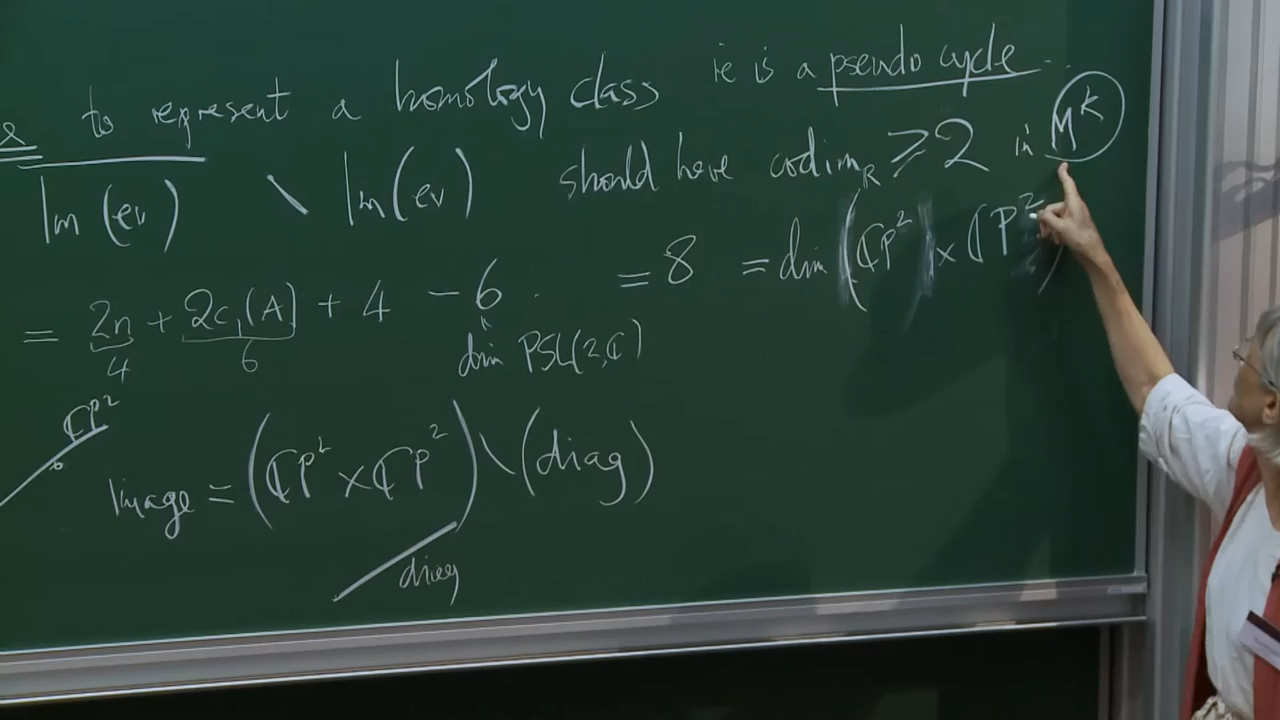 & to represent a homology class ie is a pseudo cycle
Im (ev) \ Im(ev) should have codim_R ⩾ 2 in M^K
= 2n + 2c₁(A) + 4 − 6 . = 8 = dim (ℂP² × ℂP²)
4 6 dim PSL(2,ℂ)
ℂP²
Image = (ℂP² × ℂP²) \ (diag)
diag